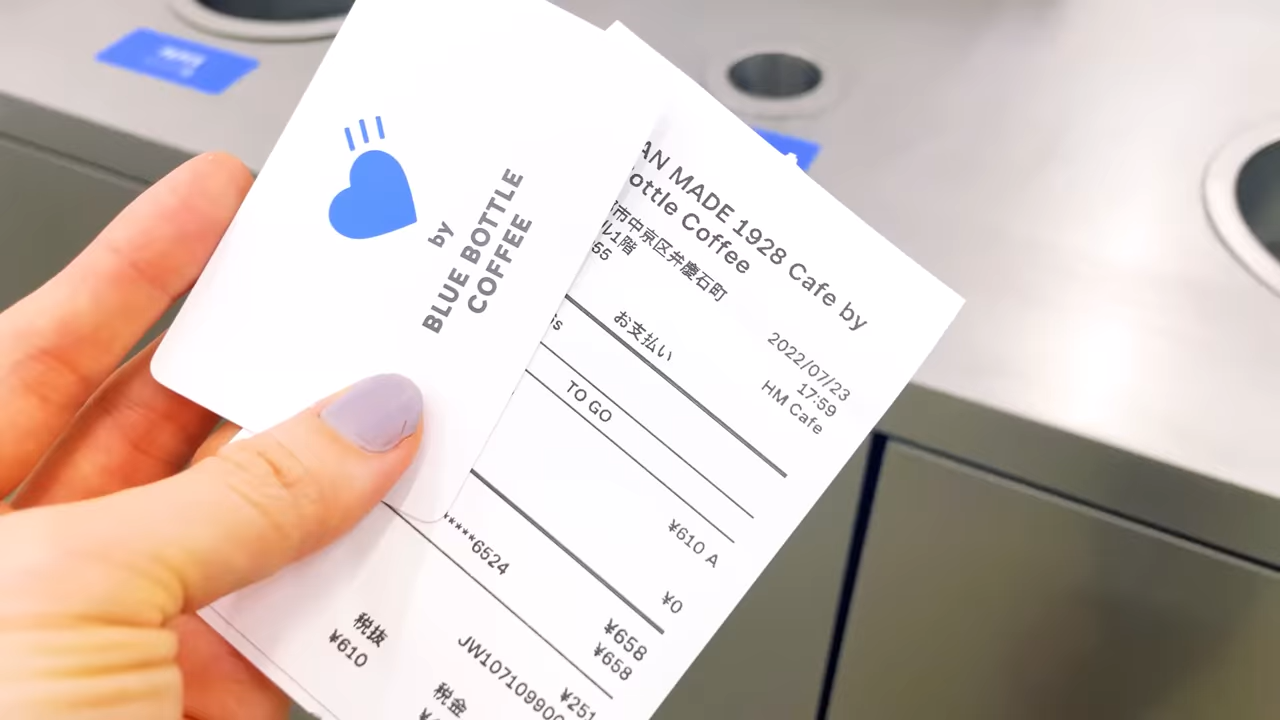 by
BLUE BOTTLE
COFFEE
AN MADE 1928 Cafe by
ottle Coffee
市中京区弁慶石町
ル1階
55
2022/07/23
17:59
HM Cafe
お支払い
TO GO
¥610 A
¥0
¥658
****6524
¥658
¥251
JW10710990
税抜
¥610
税金